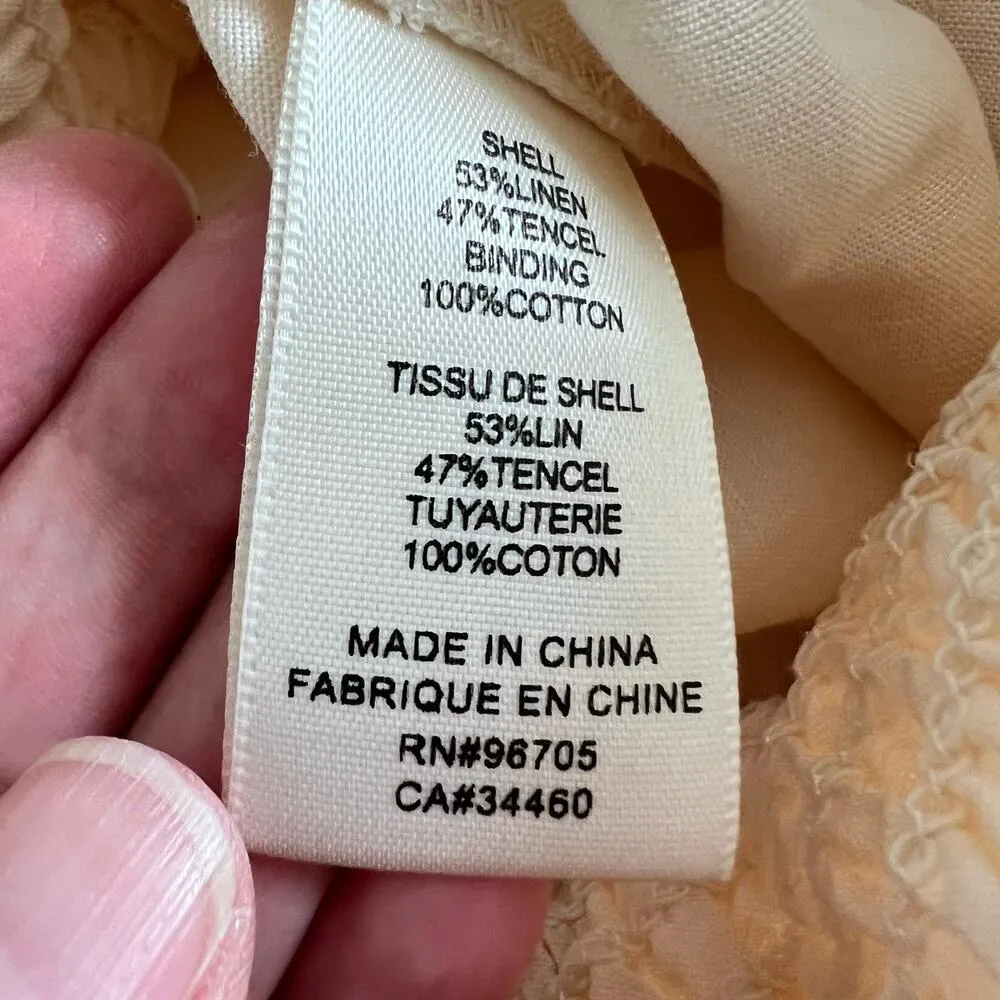 SHELL
53%LINEN
47%TENCEL
BINDING
100%COTTON
TISSU DE SHELL
53%LIN
47%TENCEL
TUYAUTERIE
100%COTON
MADE IN CHINA
FABRIQUE EN CHINE
RN#96705
CA#34460